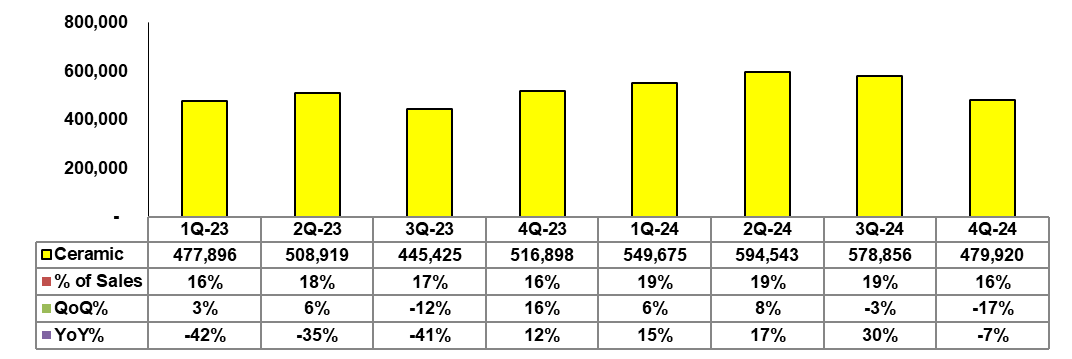 800,000
600,000
400,000
200,000
-
1Q-23 2Q-23 3Q-23 4Q-23 1Q-24 2Q-24 3Q-24 4Q-24
Ceramic 477,896 508,919 445,425 516,898 549,675 594,543 578,856 479,920
% of Sales 16% 18% 17% 16% 19% 19% 19% 16%
QoQ% 3% 6% -12% 16% 6% 8% -3% -17%
YoY% -42% -35% -41% 12% 15% 17% 30% -7%